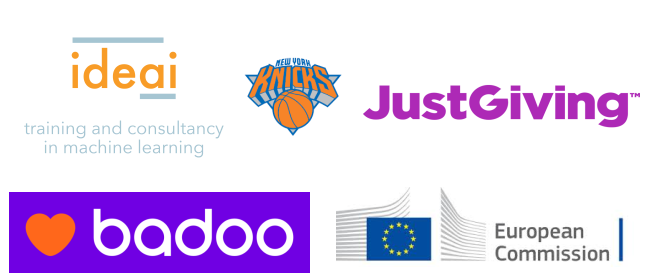 ideai
training and consultancy
in machine learning
NEW YORK
KNICKS
JustGiving™
badoo
European
Commission